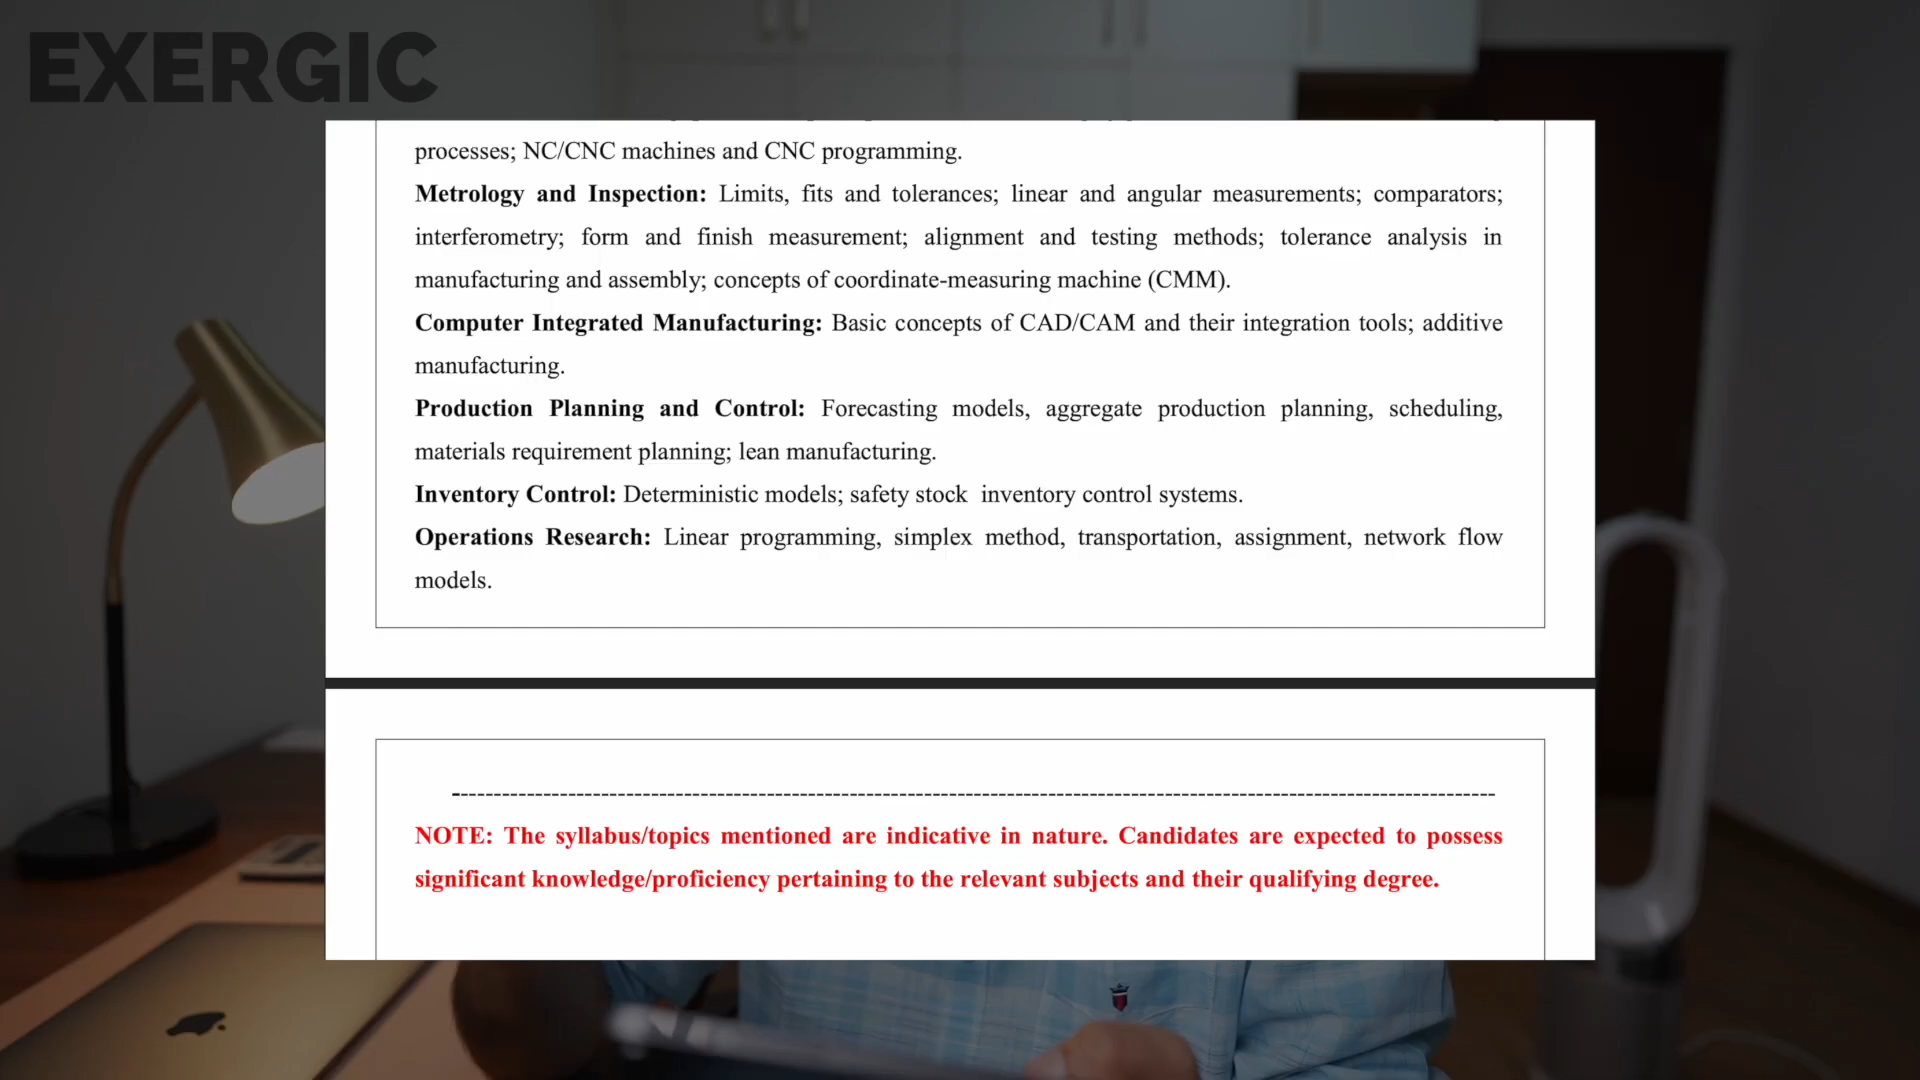 EXERGIC
processes; NC/CNC machines and CNC programming.
Metrology and Inspection: Limits, fits and tolerances; linear and angular measurements; comparators;
interferometry; form and finish measurement; alignment and testing methods; tolerance analysis in
manufacturing and assembly; concepts of coordinate-measuring machine (CMM).
Computer Integrated Manufacturing: Basic concepts of CAD/CAM and their integration tools; additive
manufacturing.
Production Planning and Control: Forecasting models, aggregate production planning, scheduling,
materials requirement planning; lean manufacturing.
Inventory Control: Deterministic models; safety stock inventory control systems.
Operations Research: Linear programming, simplex method, transportation, assignment, network flow
models.
NOTE: The syllabus/topics mentioned are indicative in nature. Candidates are expected to possess
significant knowledge/proficiency pertaining to the relevant subjects and their qualifying degree.